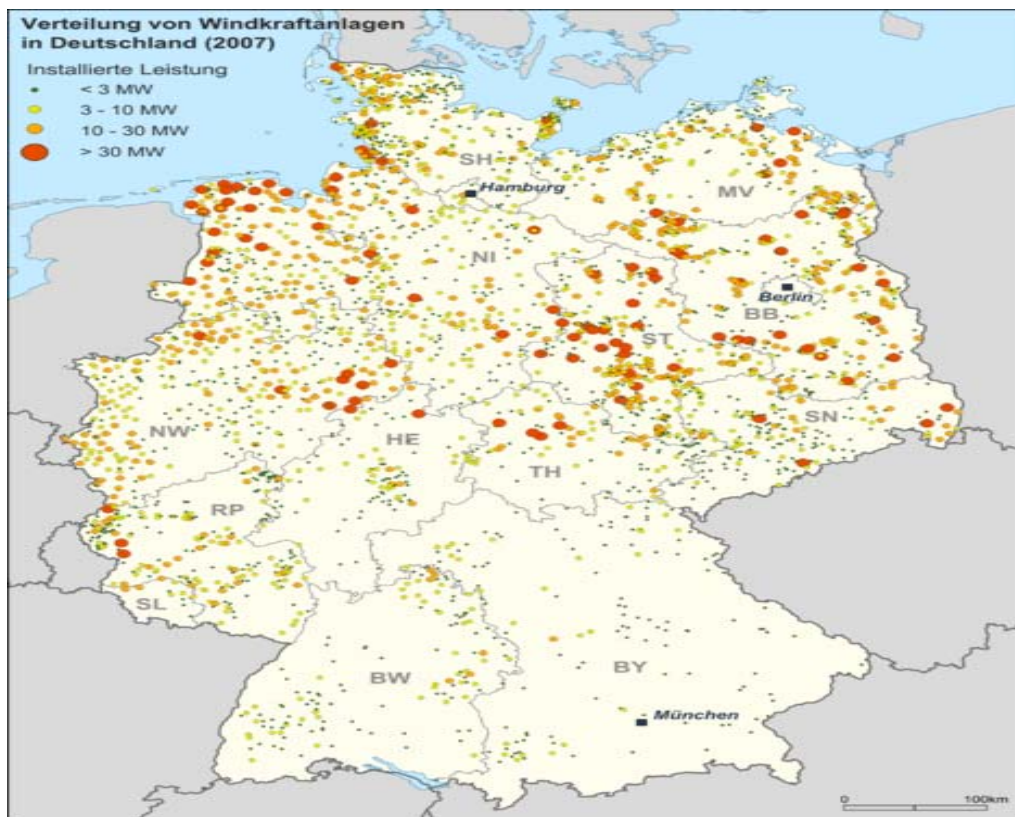 Verteilung von Windkraftanlagen
in Deutschland (2007)
Installierte Leistung
< 3 MW
3 - 10 MW
10 - 30 MW
> 30 MW
SH
Hamburg
MV
NI
Berlin
BB
ST
NW
HE
SN
TH
RP
SL
BW
BY
München
0 100km